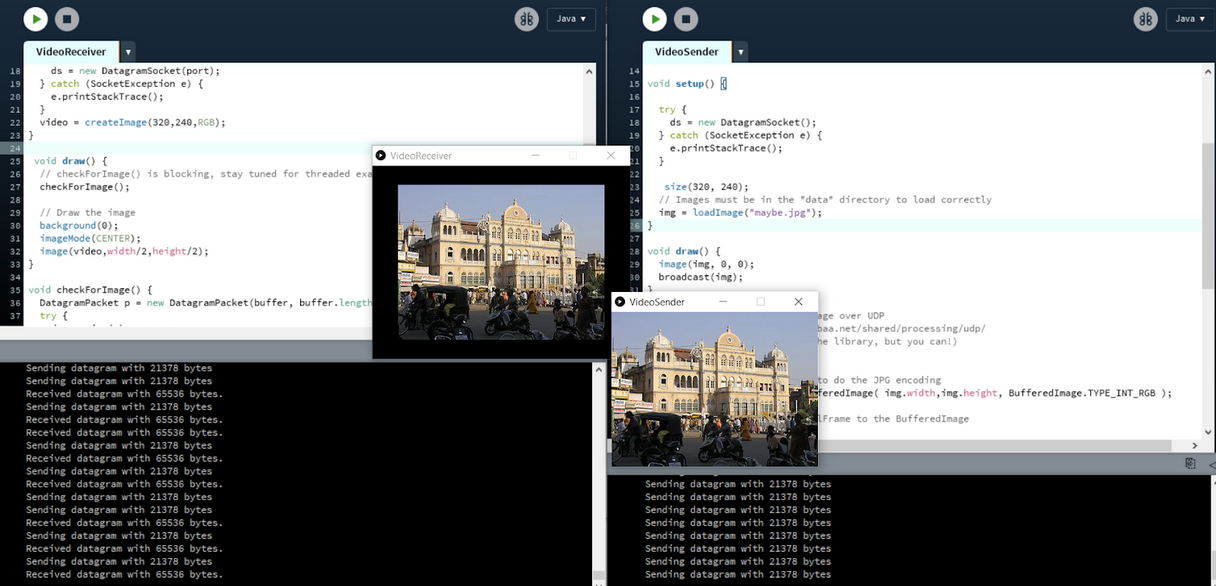 Java ▾
VideoReceiver ▾
18 ds = new DatagramSocket(port);
19 } catch (SocketException e) {
20 e.printStackTrace();
21 }
22 video = createImage(320,240,RGB);
23 }
24
25 void draw() {
26 // checkForImage() is blocking, stay tuned for threaded exa
27 checkForImage();
28
29 // Draw the image
30 background(0);
31 imageMode(CENTER);
32 image(video,width/2,height/2);
33 }
34
35 void checkForImage() {
36 DatagramPacket p = new DatagramPacket(buffer, buffer.length
37 try {
Sending datagram with 21378 bytes
Sending datagram with 21378 bytes
Received datagram with 65536 bytes.
Sending datagram with 21378 bytes
Received datagram with 65536 bytes.
Received datagram with 65536 bytes.
Sending datagram with 21378 bytes
Received datagram with 65536 bytes.
Sending datagram with 21378 bytes
Received datagram with 65536 bytes.
Sending datagram with 21378 bytes
Sending datagram with 21378 bytes
Received datagram with 65536 bytes.
Sending datagram with 21378 bytes
Received datagram with 65536 bytes.
Sending datagram with 21378 bytes
Received datagram with 65536 bytes.
VideoReceiver
Java ▾
VideoSender ▾
14
15 void setup() {
16
17 try {
18 ds = new DatagramSocket();
19 } catch (SocketException e) {
20 e.printStackTrace();
21 }
22
23 size(320, 240);
24 // Images must be in the "data" directory to load correctly
25 img = loadImage("maybe.jpg");
26 }
27
28 void draw() {
29 image(img, 0, 0);
30 broadcast(img);
31 }
VideoSender
age over UDP
baa.net/shared/processing/udp/
he library, but you can!)
to do the JPG encoding
feredImage( img.width,img.height, BufferedImage.TYPE_INT_RGB );
lFrame to the BufferedImage
Sending datagram with 21378 bytes
Sending datagram with 21378 bytes
Sending datagram with 21378 bytes
Sending datagram with 21378 bytes
Sending datagram with 21378 bytes
Sending datagram with 21378 bytes
Sending datagram with 21378 bytes
Sending datagram with 21378 bytes